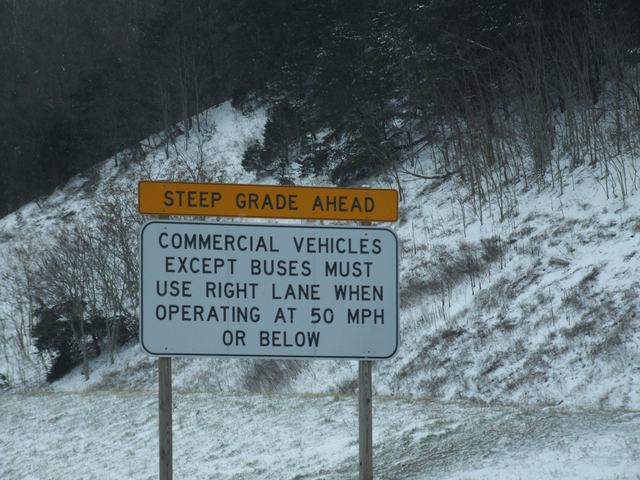 STEEP GRADE AHEAD
COMMERCIAL VEHICLES
EXCEPT BUSES MUST
USE RIGHT LANE WHEN
OPERATING AT 50 MPH
OR BELOW